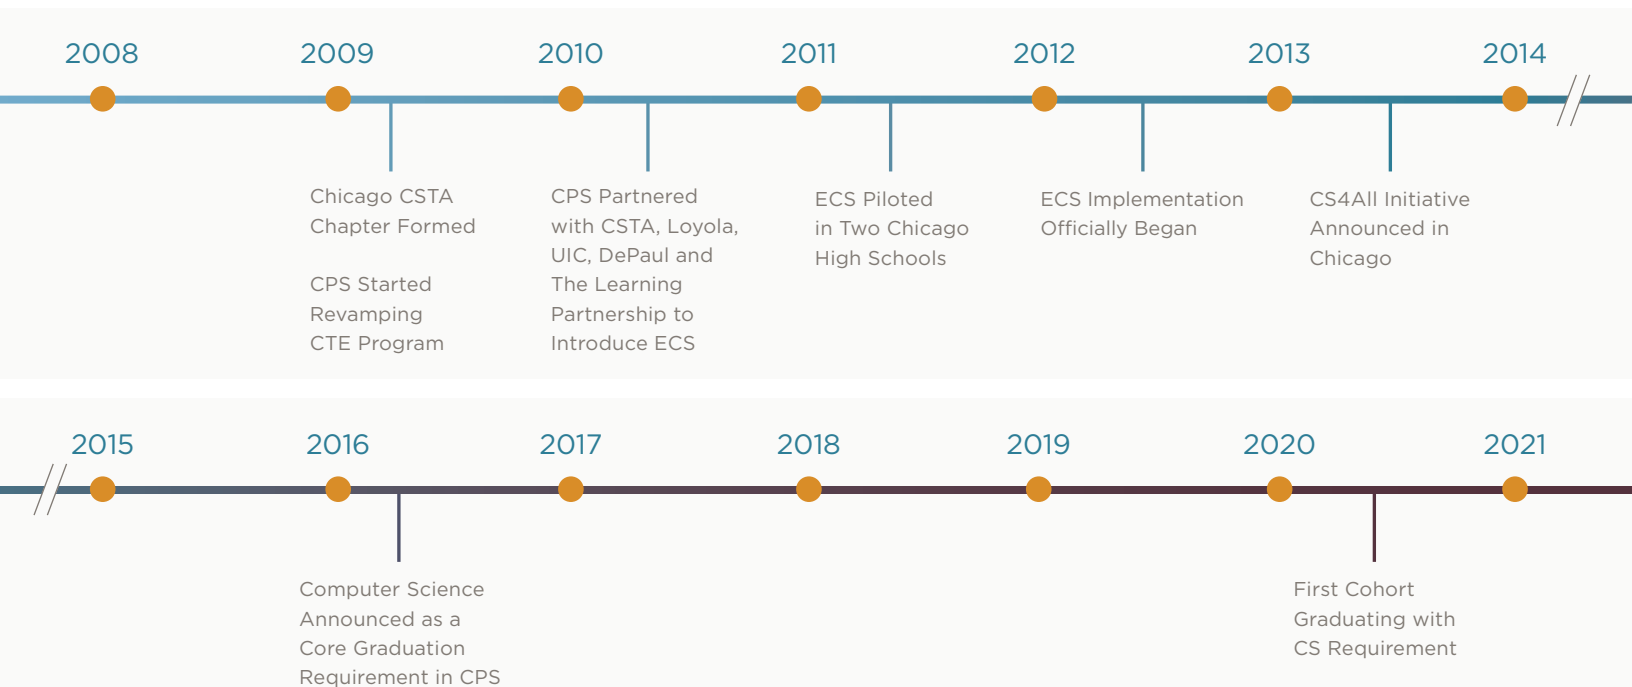 2008 2009 2010 2011 2012 2013 2014
Chicago CSTA
Chapter Formed
CPS Started
Revamping
CTE Program
CPS Partnered
with CSTA, Loyola,
UIC, DePaul and
The Learning
Partnership to
Introduce ECS
ECS Piloted
in Two Chicago
High Schools
ECS Implementation
Officially Began
CS4All Initiative
Announced in
Chicago
2015 2016 2017 2018 2019 2020 2021
Computer Science
Announced as a
Core Graduation
Requirement in CPS
First Cohort
Graduating with
CS Requirement